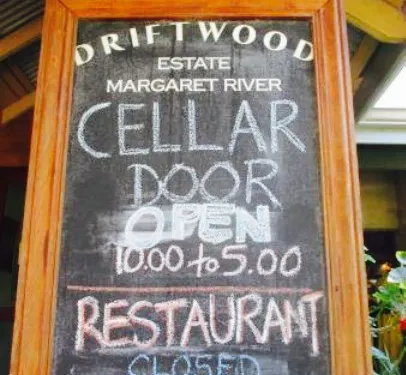 DRIFTWOOD
ESTATE
MARGARET RIVER
CELLAR
DOOR
OPEN
10.00 to 5.00
RESTAURANT
CLOSED